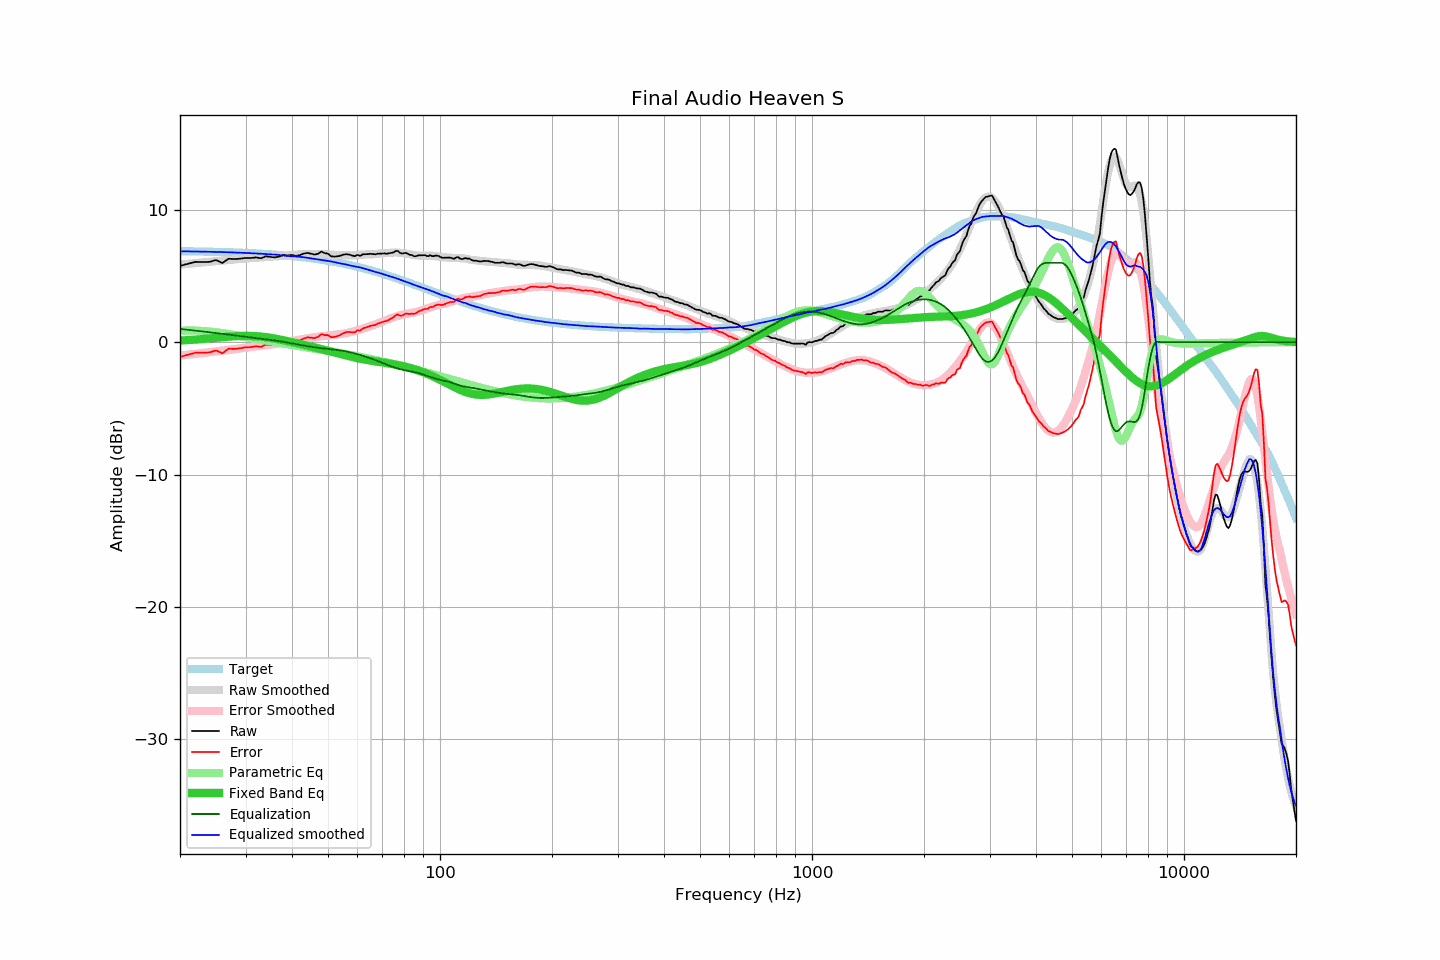 Final Audio Heaven S
Amplitude (dBr)
10
0
−10
−20
−30
Target
Raw Smoothed
Error Smoothed
Raw
Error
Parametric Eq
Fixed Band Eq
Equalization
Equalized smoothed
100
1000
10000
Frequency (Hz)